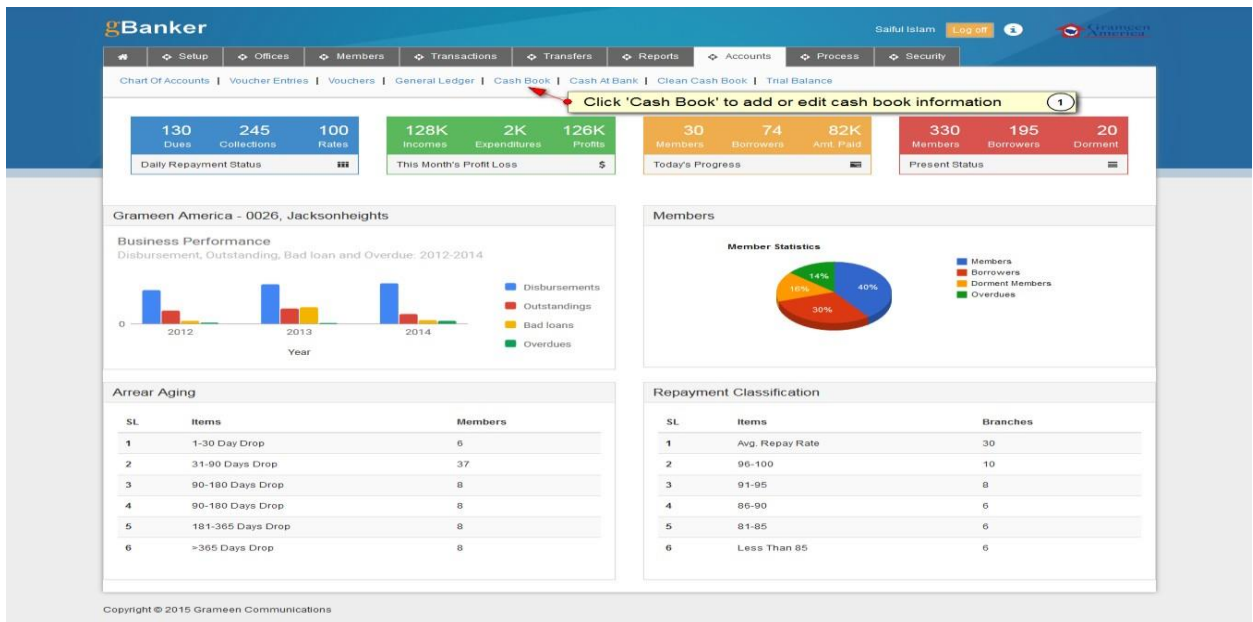 gBanker
Saiful Islam Log off
Grameen America
Setup Offices Members Transactions Transfers Reports Accounts Process Security
Chart Of Accounts | Voucher Entries | Vouchers | General Ledger | Cash Book | Cash At Bank | Clean Cash Book | Trial Balance
Click 'Cash Book' to add or edit cash book information 1
130 245 100
Dues Collections Rates
Daily Repayment Status
128K 2K 126K
Incomes Expenditures Profits
This Month's Profit Loss $
30 74 82K
Members Borrowers Amt. Paid
Today's Progress
330 195 20
Members Borrowers Dorment
Present Status
Grameen America - 0026, Jacksonheights
Business Performance
Disbursement, Outstanding, Bad loan and Overdue: 2012-2014
Disbursements
Outstandings
Bad loans
Overdues
0
2012 2013 2014
Year
Members
Member Statistics
14%
16%
40%
30%
Members
Borrowers
Dorment Members
Overdues
Arrear Aging
SL Items Members
1 1-30 Day Drop 6
2 31-90 Days Drop 37
3 90-180 Days Drop 8
4 90-180 Days Drop 8
5 181-365 Days Drop 8
6 >365 Days Drop 8
Repayment Classification
SL Items Branches
1 Avg. Repay Rate 30
2 96-100 10
3 91-95 8
4 86-90 6
5 81-85 6
6 Less Than 85 6
Copyright © 2015 Grameen Communications